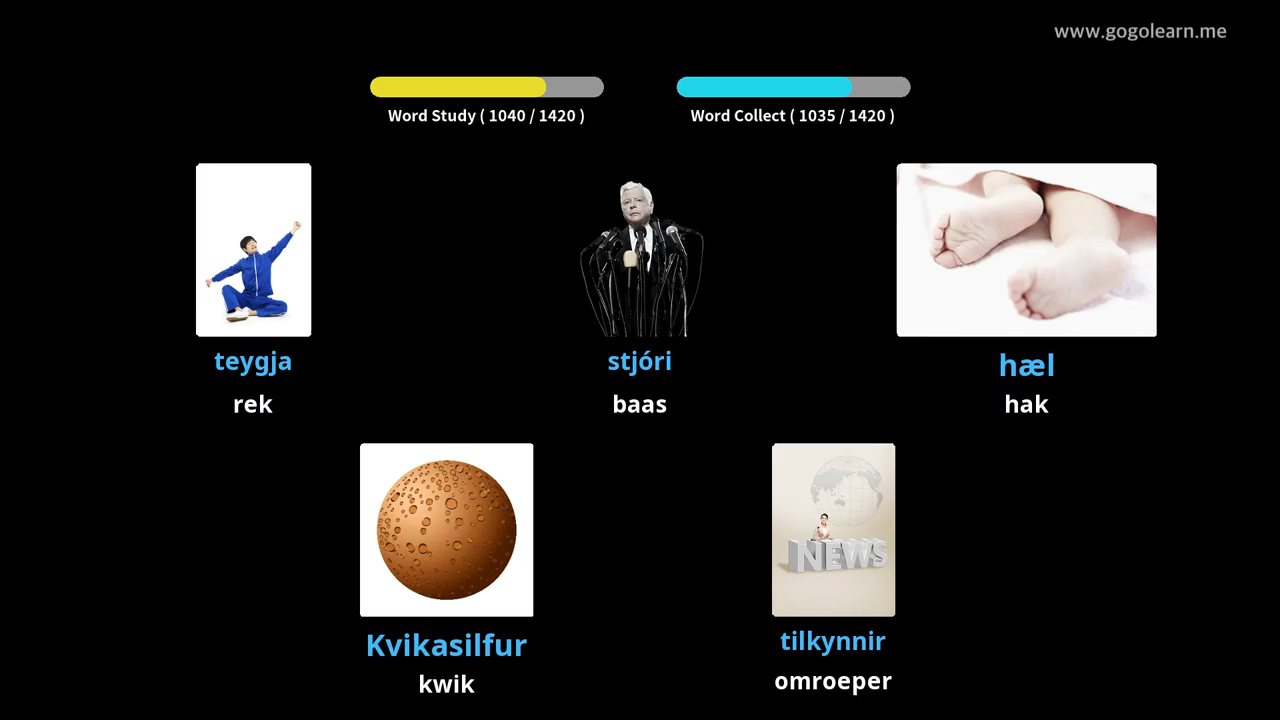 www.gogolearn.me
Word Study ( 1040 / 1420 )
Word Collect ( 1035 / 1420 )
teygja
rek
stjóri
baas
hæl
hak
NEWS
Kvikasilfur
kwik
tilkynnir
omroeper